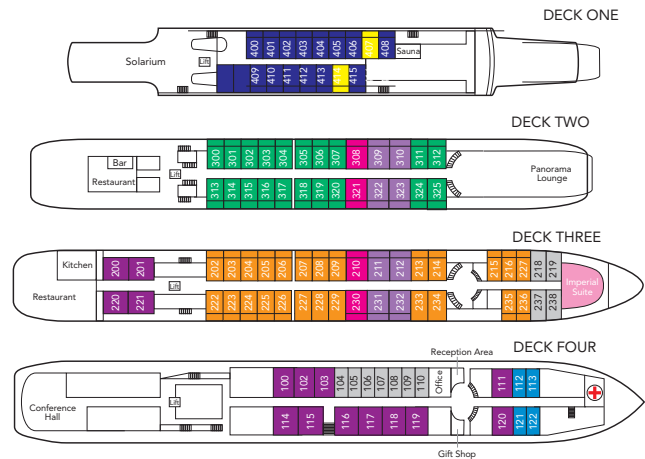 DECK ONE
400 401 402 403 404 405 406 407 408
Solarium
Lift
Sauna
409 410 411 412 413 414 415
DECK TWO
300 301 302 303 304 305 306 307 308 309 310 311 312
Bar
Restaurant
Lift
Panorama
Lounge
313 314 315 316 317 318 319 320 321 322 323 324 325
DECK THREE
Kitchen
200 201 202 203 204 205 206 207 208 209 210 211 212 213 214 215 216 227 218 219
Lift
Imperial
Suite
Restaurant
220 221 222 223 224 225 226 227 228 229 230 231 232 233 234 235 236 237 238
DECK FOUR
Reception Area
100 102 103 104 105 106 107 108 109 110
Office
111 112 113
Lift
Conference
Hall
114 115 116 117 118 119
120 121 122
Gift Shop